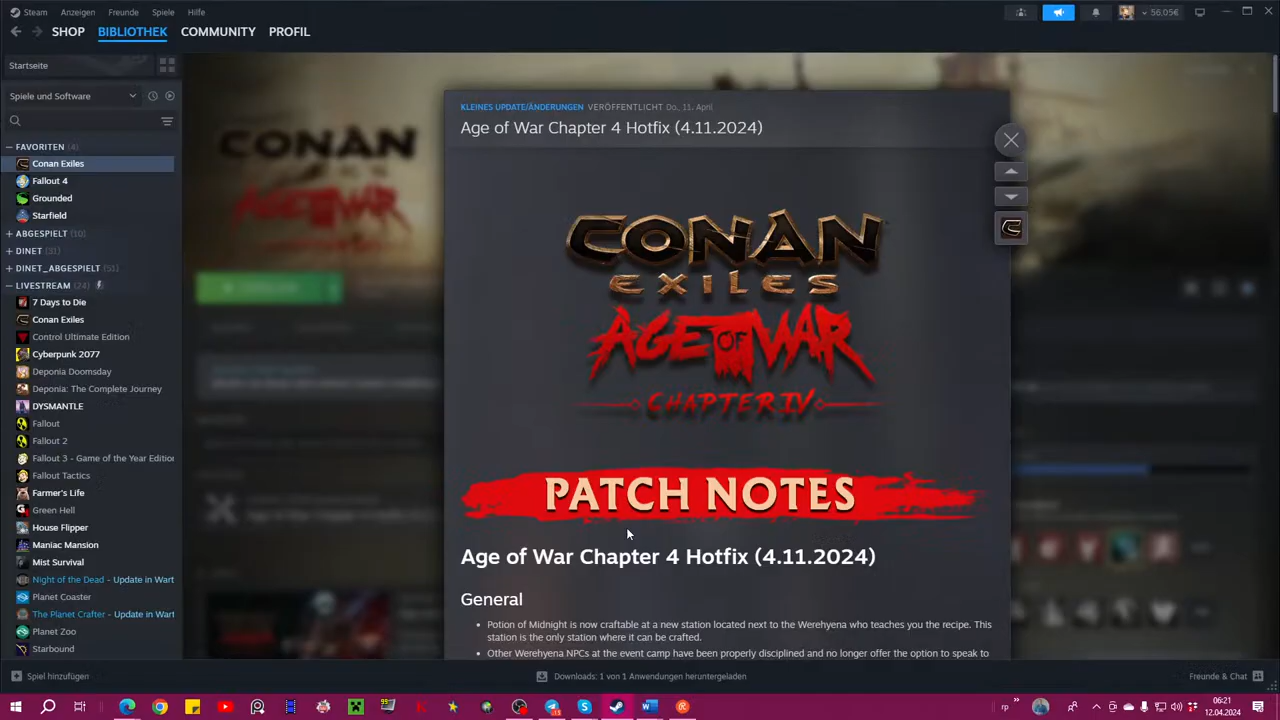 Steam Anzeigen Freunde Spiele Hilfe
56,05€
SHOP BIBLIOTHEK COMMUNITY PROFIL
Startseite
Spiele und Software
FAVORITEN (4)
Conan Exiles
Fallout 4
Grounded
Starfield
ABGESPIELT (10)
DINET (31)
DINET_ABGESPIELT (51)
LIVESTREAM (24)
7 Days to Die
Conan Exiles
Control Ultimate Edition
Cyberpunk 2077
Deponia Doomsday
Deponia: The Complete Journey
DYSMANTLE
Fallout
Fallout 2
Fallout 3 - Game of the Year Edition
Fallout Tactics
Farmer's Life
Green Hell
House Flipper
Maniac Mansion
Mist Survival
Night of the Dead - Update in Wart
Planet Coaster
The Planet Crafter - Update in Wart
Planet Zoo
Starbound
CONAN
EXILES
AGE OF WAR
KLEINES UPDATE/ÄNDERUNGEN VERÖFFENTLICHT Do., 11. April
Age of War Chapter 4 Hotfix (4.11.2024)
CONAN
EXILES
AGE OF WAR
CHAPTER IV
PATCH NOTES
Age of War Chapter 4 Hotfix (4.11.2024)
General
• Potion of Midnight is now craftable at a new station located next to the Werehyena who teaches you the recipe. This
station is the only station where it can be crafted.
• Other Werehyena NPCs at the event camp have been properly disciplined and no longer offer the option to speak to
Spiel hinzufügen
Downloads: 1 von 1 Anwendungen heruntergeladen
Freunde & Chat
rp
06:21
12.04.2024